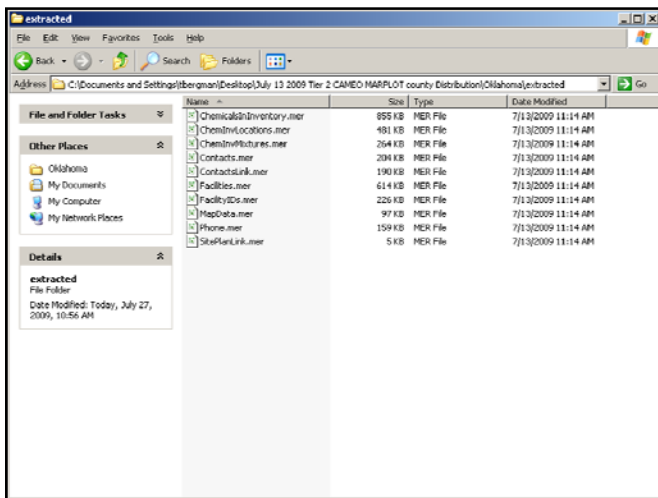 extracted
File Edit View Favorites Tools Help
Back Search Folders
Address C:\Documents and Settings\tbergman\Desktop\July 13 2009 Tier 2 CAMEO MARPLOT county Distribution\Oklahoma\extracted Go
File and Folder Tasks
Other Places
Oklahoma
My Documents
My Computer
My Network Places
Details
extracted
File Folder
Date Modified: Today, July 27,
2009, 10:56 AM
Name Size Type Date Modified
ChemicalsInInventory.mer 855 KB MER File 7/13/2009 11:14 AM
ChemInvLocations.mer 481 KB MER File 7/13/2009 11:14 AM
ChemInvMixtures.mer 264 KB MER File 7/13/2009 11:14 AM
Contacts.mer 204 KB MER File 7/13/2009 11:14 AM
ContactsLink.mer 190 KB MER File 7/13/2009 11:14 AM
Facilities.mer 614 KB MER File 7/13/2009 11:14 AM
FacilityIDs.mer 226 KB MER File 7/13/2009 11:14 AM
MapData.mer 97 KB MER File 7/13/2009 11:14 AM
Phone.mer 159 KB MER File 7/13/2009 11:14 AM
SitePlanLink.mer 5 KB MER File 7/13/2009 11:14 AM